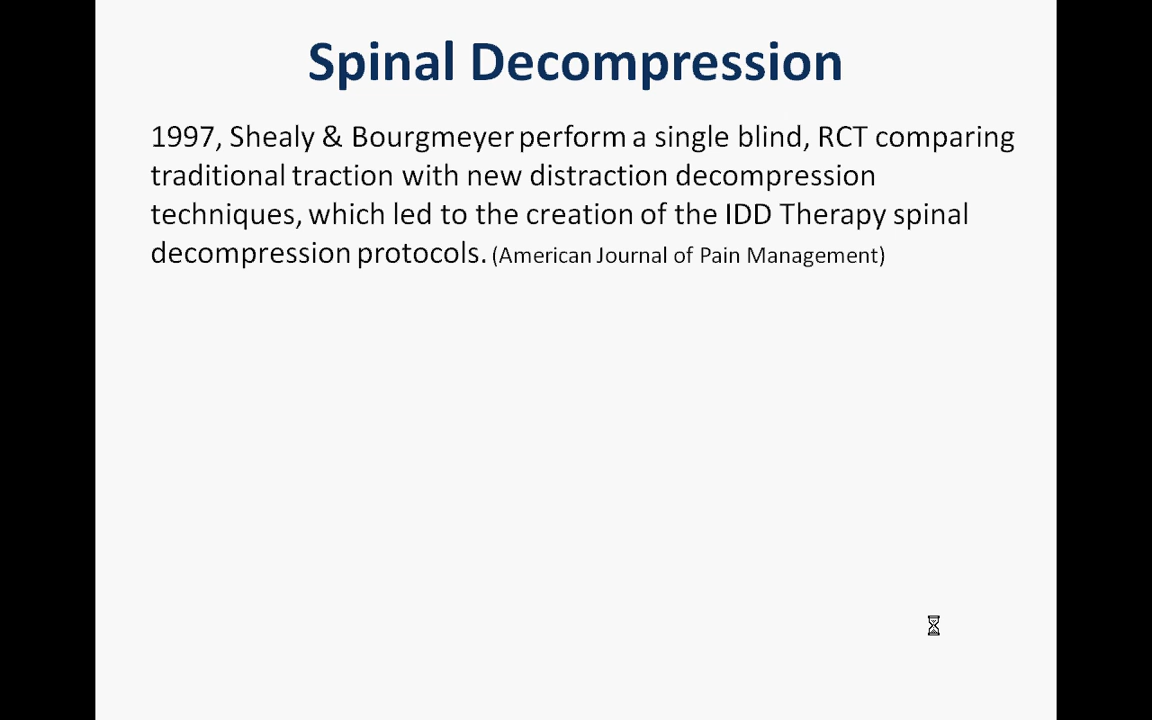 Spinal Decompression
1997, Shealy & Bourgmeyer perform a single blind, RCT comparing
traditional traction with new distraction decompression
techniques, which led to the creation of the IDD Therapy spinal
decompression protocols. (American Journal of Pain Management)